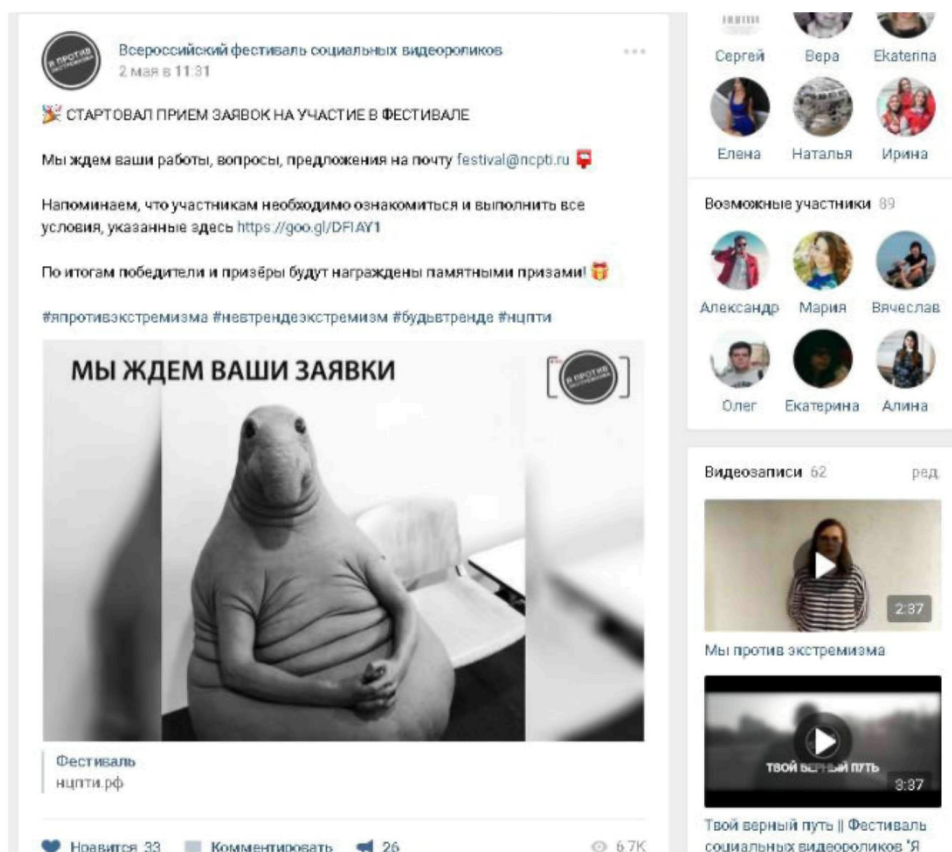 Я ПРОТИВ
ЭКСТРЕМИЗМА
Всероссийский фестиваль социальных видеороликов
2 мая в 11:31
СТАРТОВАЛ ПРИЕМ ЗАЯВОК НА УЧАСТИЕ В ФЕСТИВАЛЕ
Мы ждем ваши работы, вопросы, предложения на почту festival@ncpti.ru
Напоминаем, что участникам необходимо ознакомиться и выполнить все
условия, указанные здесь https://goo.gl/DFIAY1
По итогам победители и призёры будут награждены памятными призами!
#япротивэкстремизма #невтрендеэкстремизм #будьвтренде #нцпти
МЫ ЖДЕМ ВАШИ ЗАЯВКИ
Я ПРОТИВ
ЭКСТРЕМИЗМА
Фестиваль
нцпти.рф
Нравится 33 Комментировать 26 6.7K
Сергей Вера Ekaterina
Елена Наталья Ирина
Возможные участники 89
Александр Мария Вячеслав
Олег Екатерина Алина
Видеозаписи 62 ред.
2:37
Мы против экстремизма
ТВОЙ ВЕРНЫЙ ПУТЬ
3:37
Твой верный путь || Фестиваль
социальных видеороликов "Я